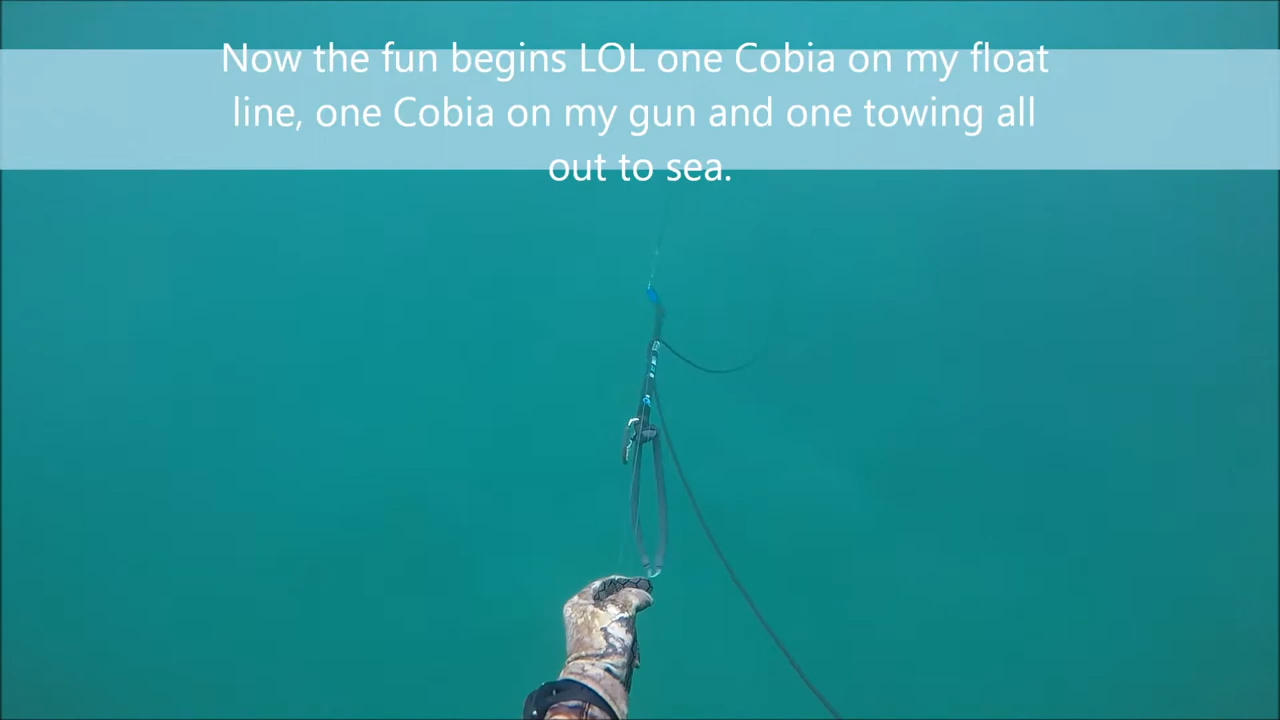 Now the fun begins LOL one Cobia on my float
line, one Cobia on my gun and one towing all
out to sea.